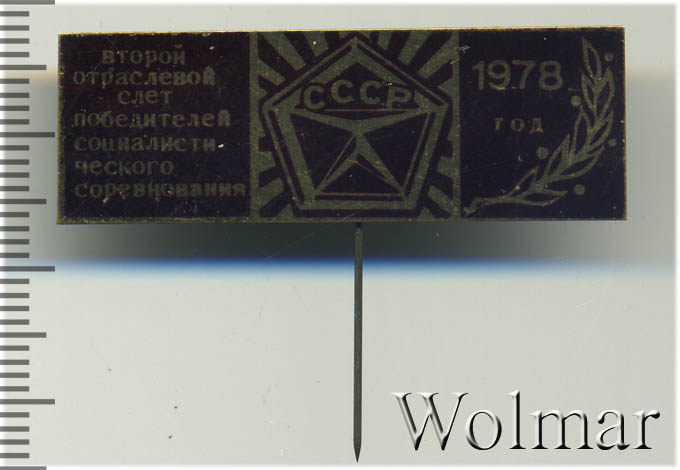 второй
отраслевой
слет
победителей
социалисти
ческого
соревнования
СССР
1978
год
Wolmar